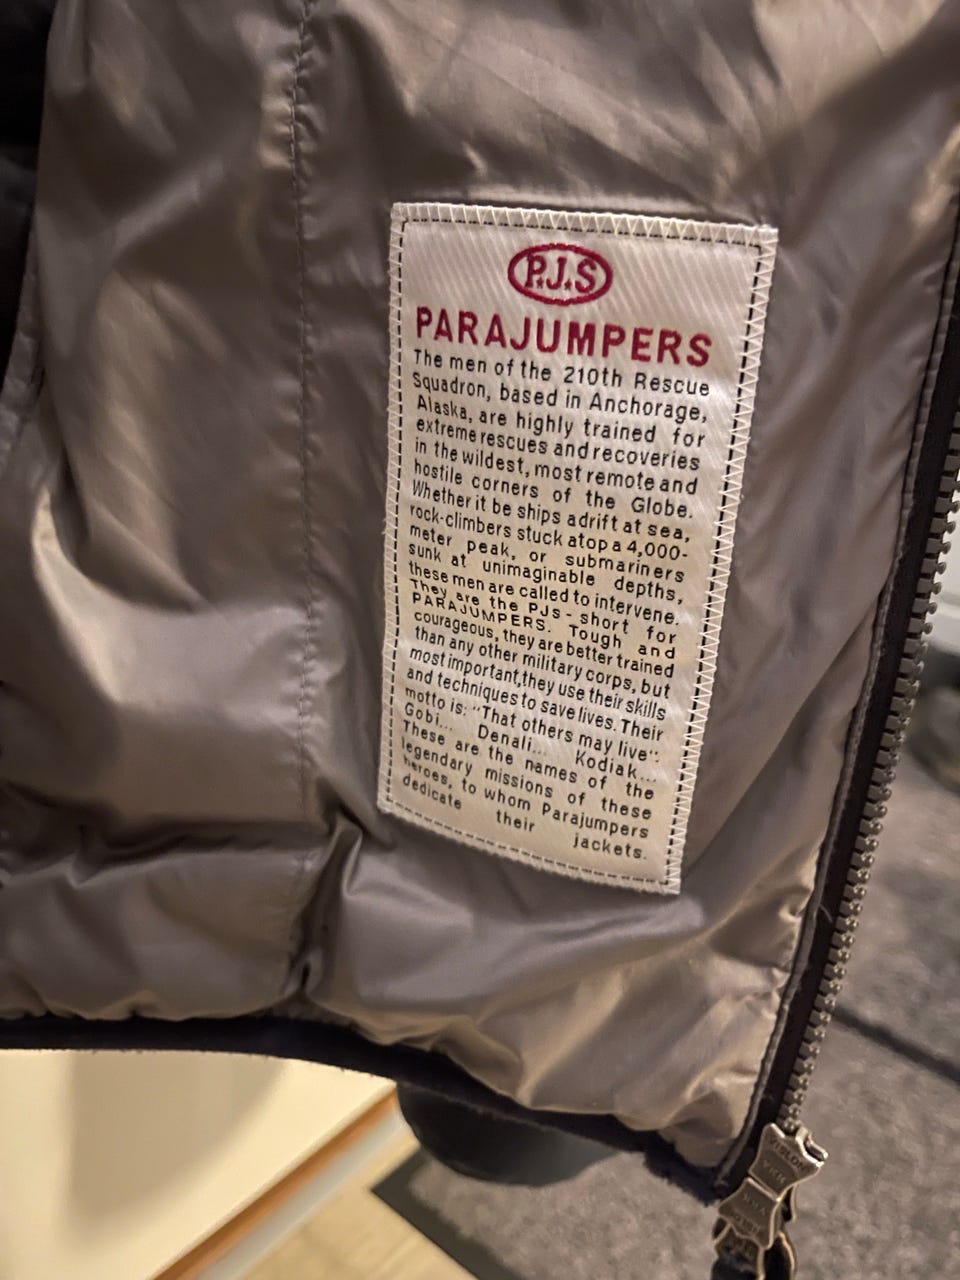 P.J.S
PARAJUMPERS
The men of the 210th Rescue
Squadron, based in Anchorage,
Alaska, are highly trained for
extreme rescues and recoveries
in the wildest, most remote and
hostile corners of the Globe.
Whether it be ships adrift at sea,
rock-climbers stuck atop a 4,000-
meter peak, or submariners
sunk at unimaginable depths,
these men are called to intervene.
They are the PJs - short for
PARAJUMPERS. Tough and
courageous, they are better trained
than any other military corps, but
most important,they use their skills
and techniques to save lives. Their
motto is: "That others may live":
Gobi... Denali... Kodiak...
These are the names of the
legendary missions of these
heroes, to whom Parajumpers
dedicate their jackets.